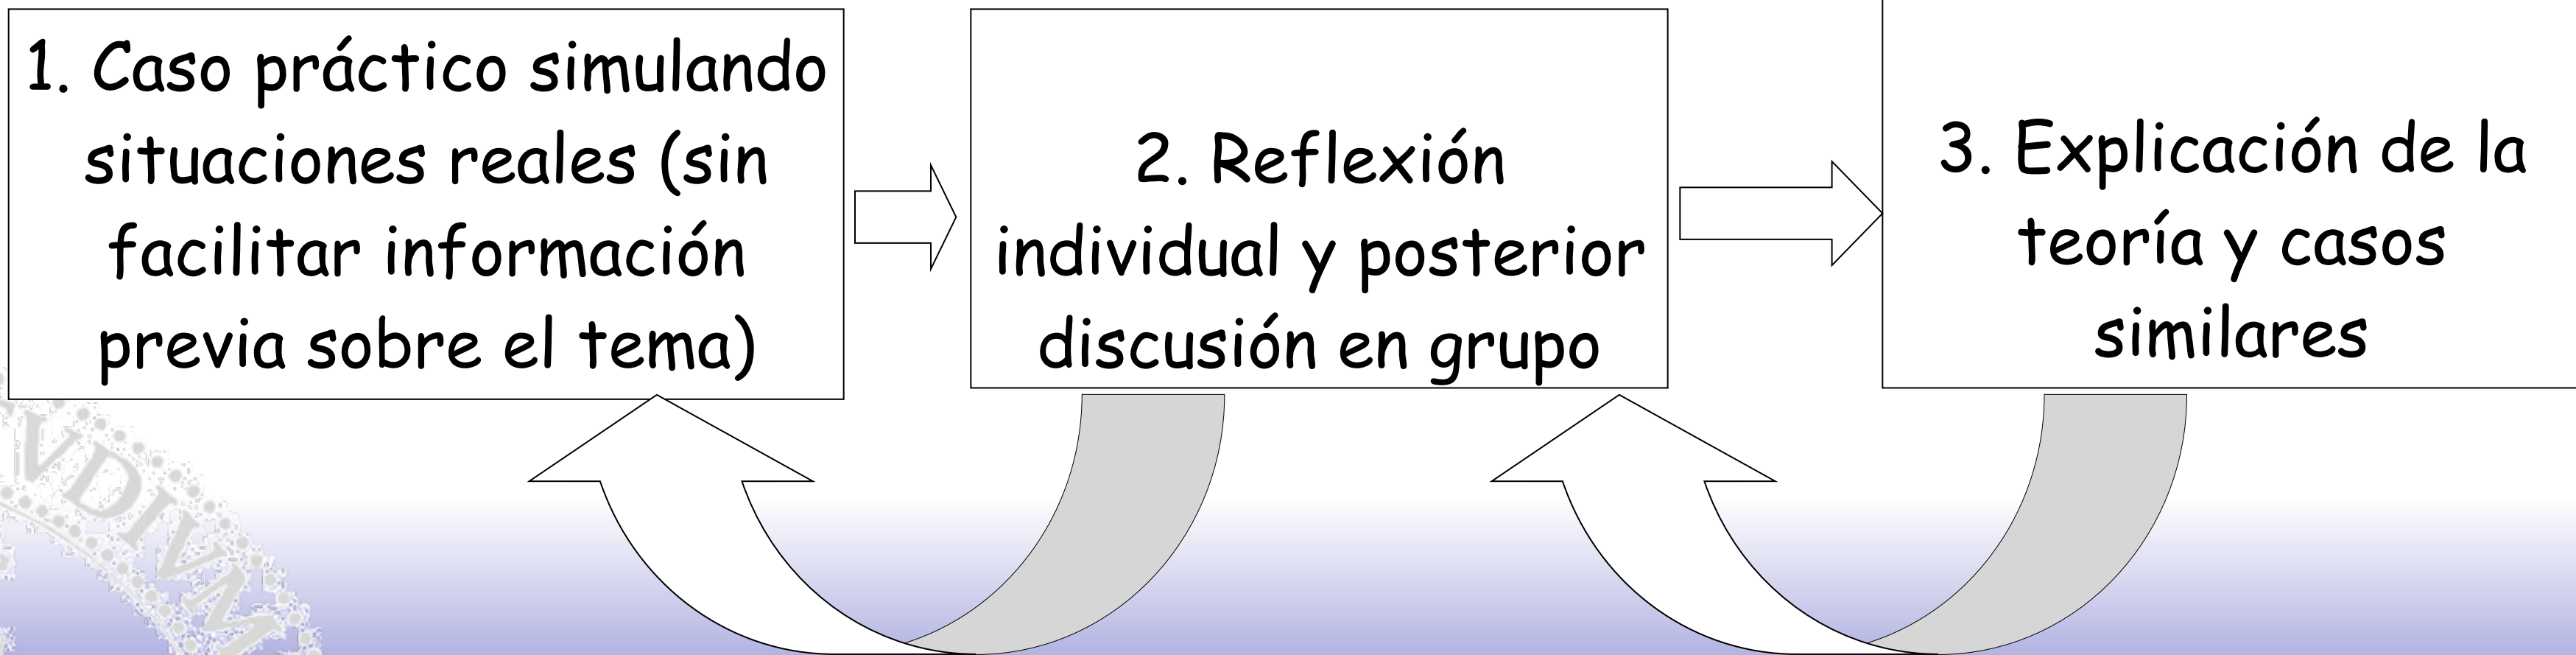 1. Caso práctico simulando
situaciones reales (sin
facilitar información
previa sobre el tema)
2. Reflexión
individual y posterior
discusión en grupo
3. Explicación de la
teoría y casos
similares
VDIVM